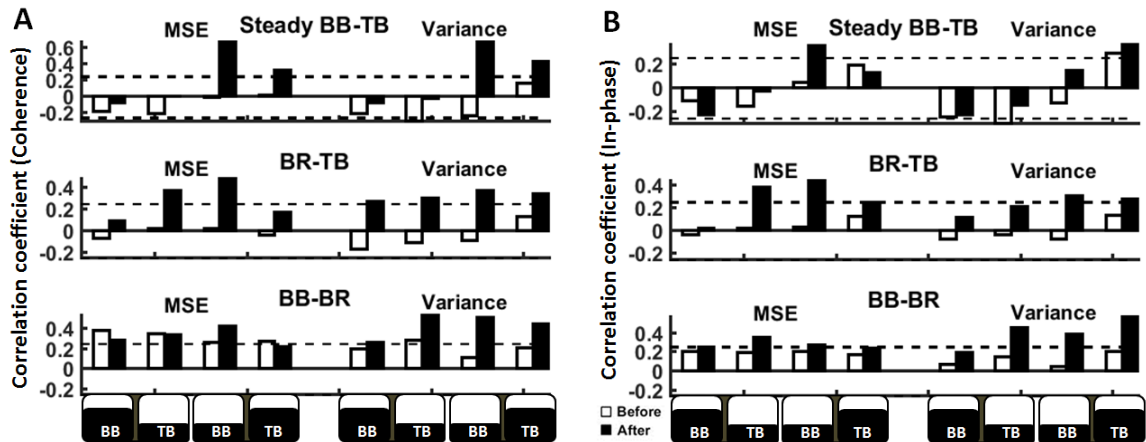 A
Steady BB-TB
MSE
Variance
Correlation coefficient (Coherence)
0.6
0.4
0.2
0
-0.2
BR-TB
MSE
Variance
0.4
0.2
0
-0.2
BB-BR
MSE
Variance
0.4
0.2
0
-0.2
BB TB BB TB BB TB BB TB
B
Steady BB-TB
MSE
Variance
Correlation coefficient (In-phase)
0.2
0
-0.2
BR-TB
MSE
Variance
0.4
0.2
0
-0.2
BB-BR
MSE
Variance
0.4
0.2
0
-0.2
Before
After
BB TB BB TB BB TB BB TB